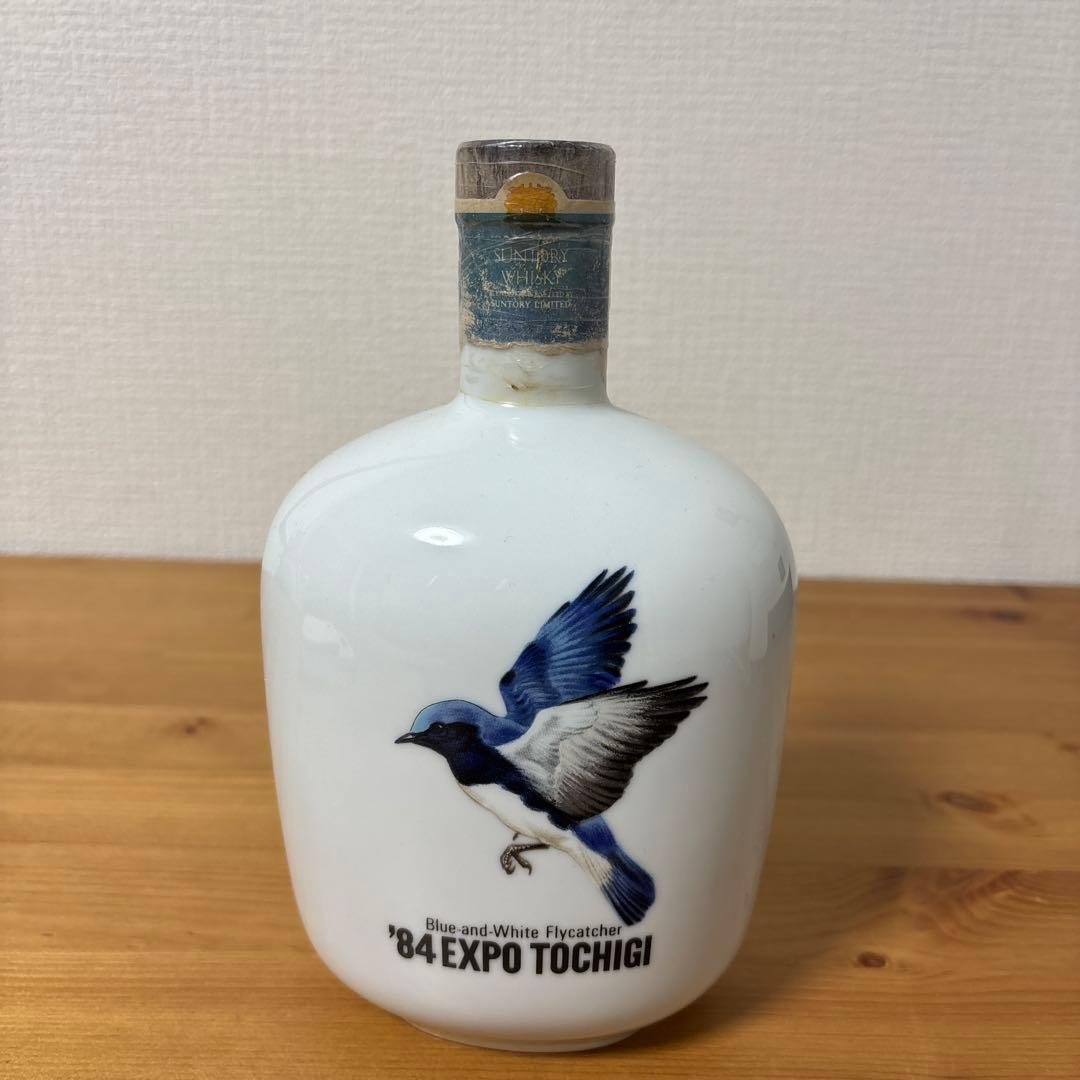 SUNTORY
WHISKY
SUNTORY LIMITED
Blue-and-White Flycatcher
'84 EXPO TOCHIGI